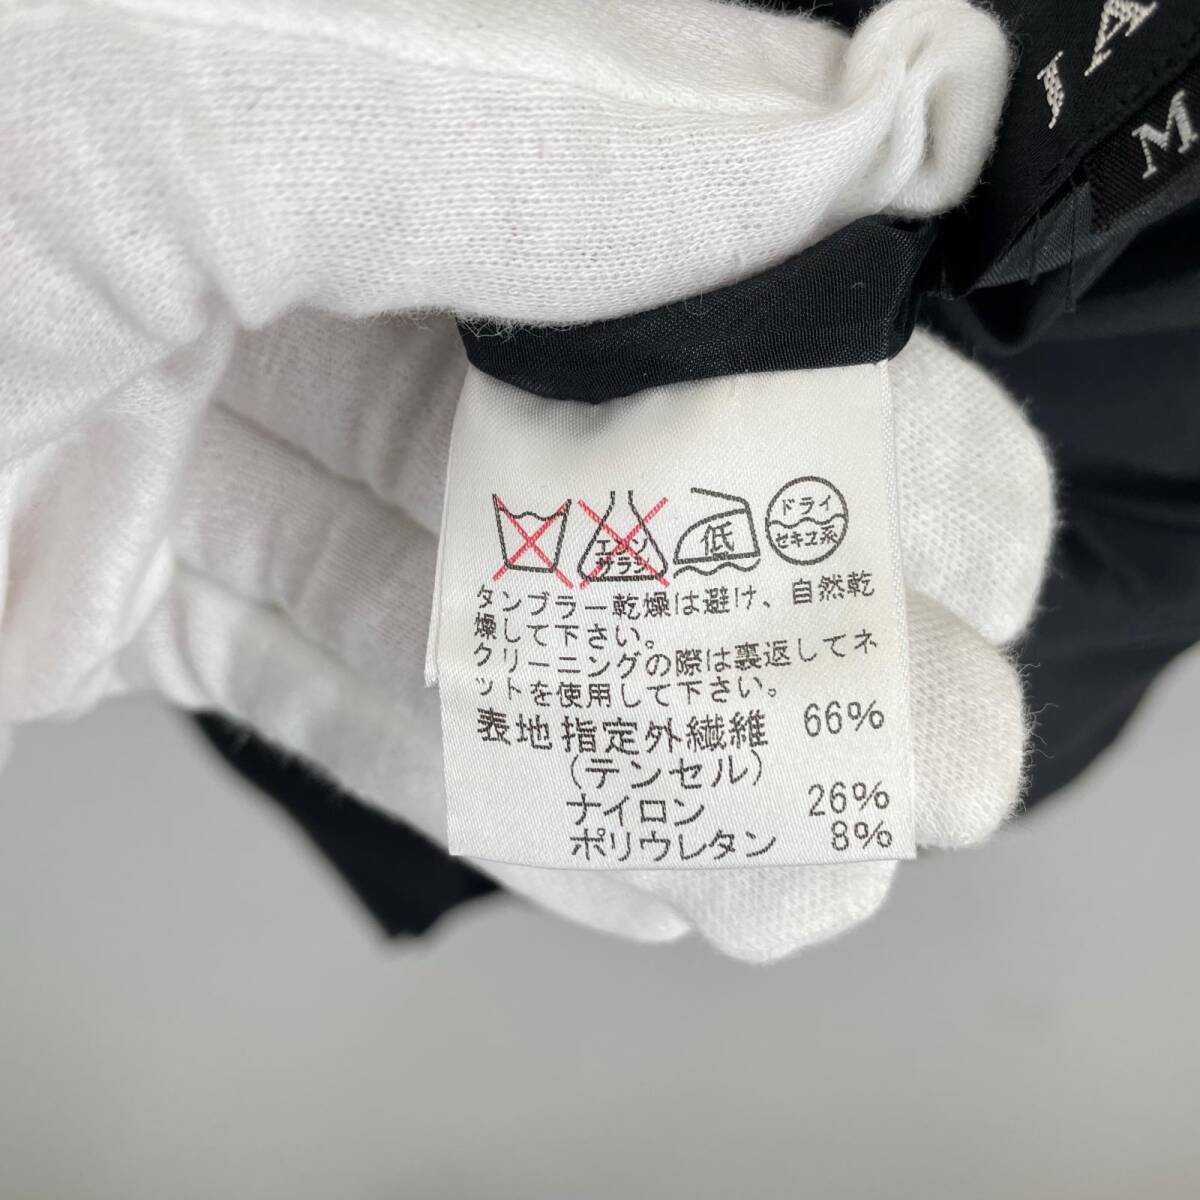 IA
M
エンソ
サラシ
低
ドライ
セキユ系
タンブラー乾燥は避け、自然乾
燥して下さい。
クリーニングの際は裏返してネ
ットを使用して下さい。
表地指定外繊維 66%
(テンセル)
ナイロン 26%
ポリウレタン 8%